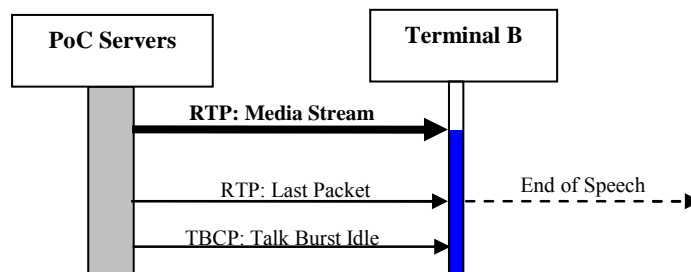 PoC Servers
Terminal B
RTP: Media Stream
RTP: Last Packet
End of Speech
TBCP: Talk Burst Idle